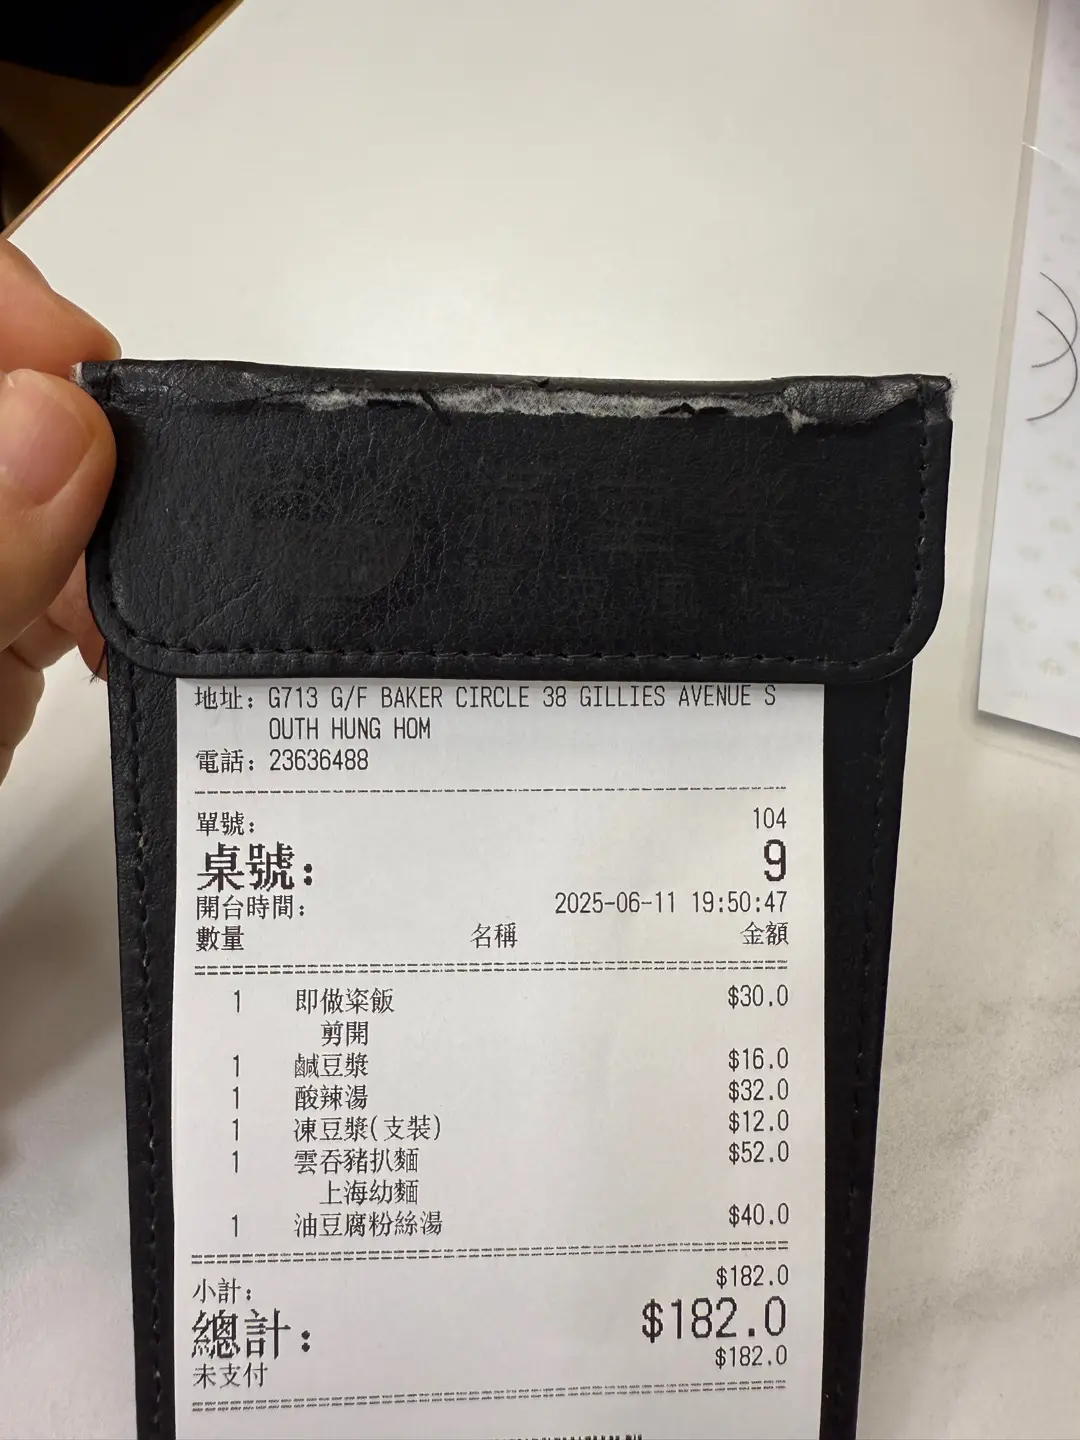 地址: G713 G/F BAKER CIRCLE 38 GILLIES AVENUE S
OUTH HUNG HOM
電話: 23636488
單號: 104
桌號: 9
開台時間: 2025-06-11 19:50:47
數量 名稱 金額
1 即做粢飯 $30.0
剪開
1 鹹豆漿 $16.0
1 酸辣湯 $32.0
1 凍豆漿(支裝) $12.0
1 雲吞豬扒麵 $52.0
上海幼麵
1 油豆腐粉絲湯 $40.0
小計: $182.0
總計: $182.0
未支付 $182.0